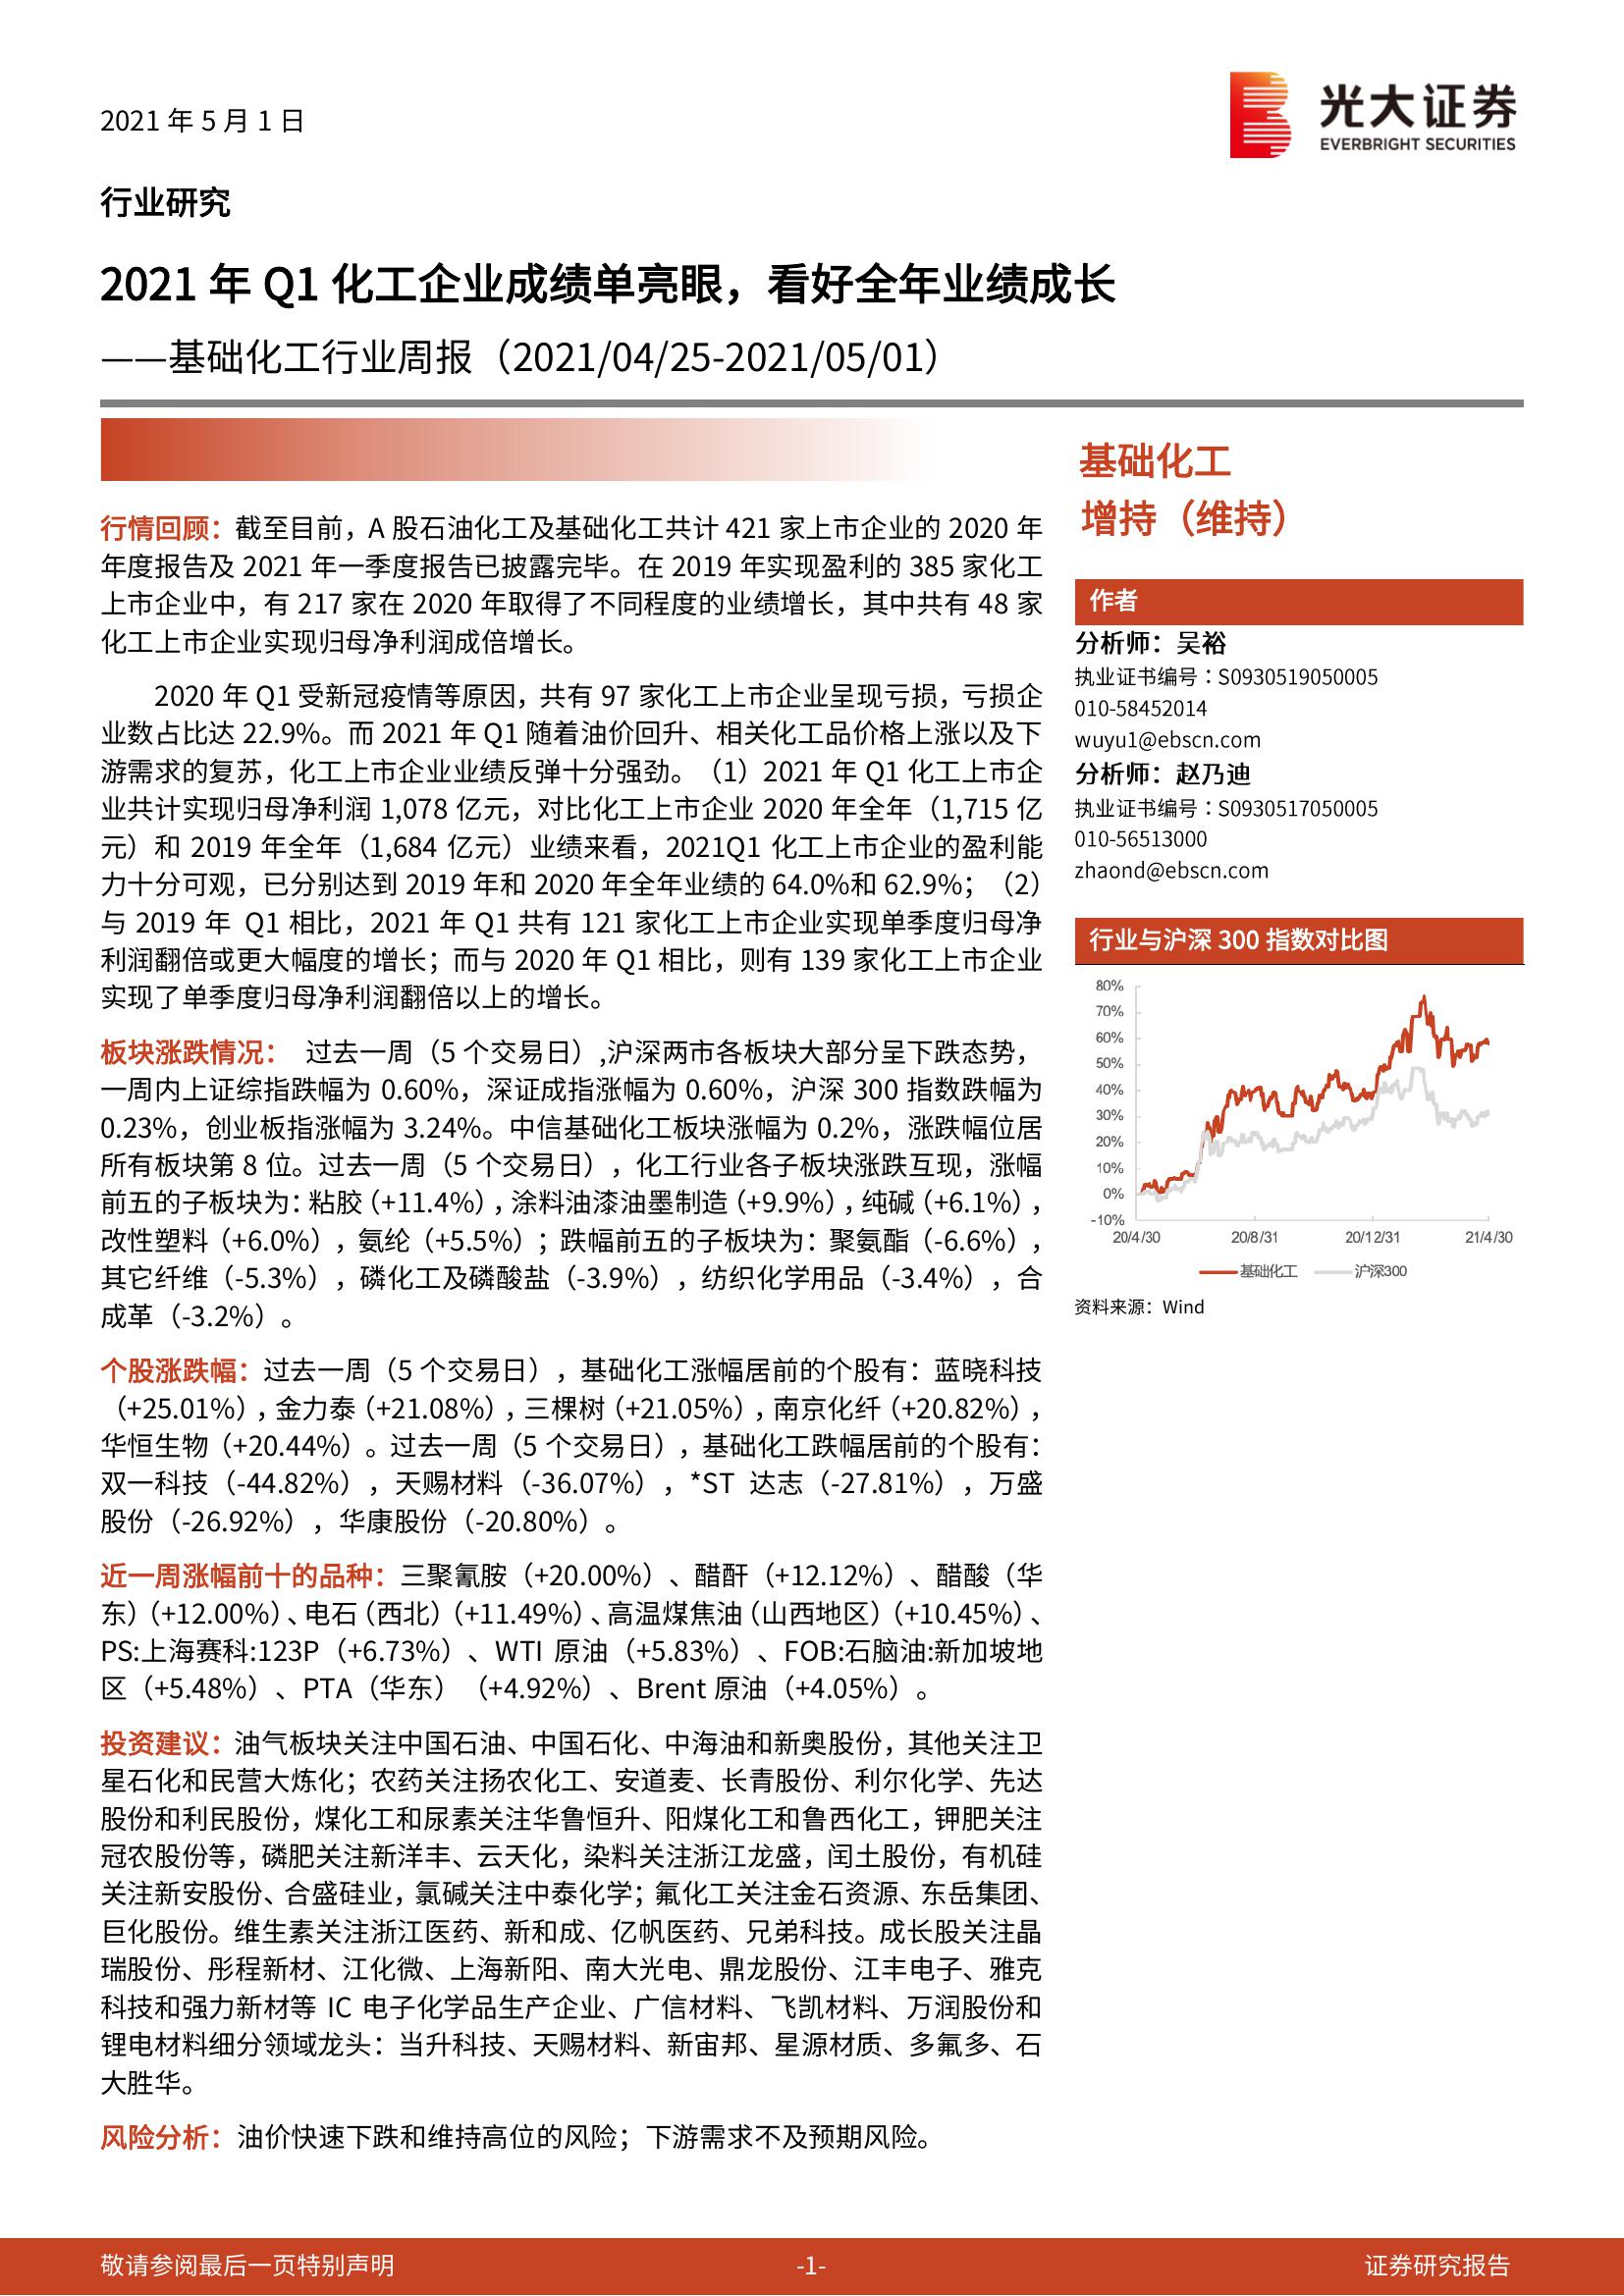 2021 年 5 月 1 日
光大证券
EVERBRIGHT SECURITIES
行业研究
2021 年 Q1 化工企业成绩单亮眼，看好全年业绩成长
——基础化工行业周报（2021/04/25-2021/05/01）
行情回顾：截至目前，A 股石油化工及基础化工共计 421 家上市企业的 2020 年
年度报告及 2021 年一季度报告已披露完毕。在 2019 年实现盈利的 385 家化工
上市企业中，有 217 家在 2020 年取得了不同程度的业绩增长，其中共有 48 家
化工上市企业实现归母净利润成倍增长。
2020 年 Q1 受新冠疫情等原因，共有 97 家化工上市企业呈现亏损，亏损企
业数占比达 22.9%。而 2021 年 Q1 随着油价回升、相关化工品价格上涨以及下
游需求的复苏，化工上市企业业绩反弹十分强劲。（1）2021 年 Q1 化工上市企
业共计实现归母净利润 1,078 亿元，对比化工上市企业 2020 年全年（1,715 亿
元）和 2019 年全年（1,684 亿元）业绩来看，2021Q1 化工上市企业的盈利能
力十分可观，已分别达到 2019 年和 2020 年全年业绩的 64.0%和 62.9%；（2）
与 2019 年 Q1 相比，2021 年 Q1 共有 121 家化工上市企业实现单季度归母净
利润翻倍或更大幅度的增长；而与 2020 年 Q1 相比，则有 139 家化工上市企业
实现了单季度归母净利润翻倍以上的增长。
板块涨跌情况： 过去一周（5 个交易日）,沪深两市各板块大部分呈下跌态势，
一周内上证综指跌幅为 0.60%，深证成指涨幅为 0.60%，沪深 300 指数跌幅为
0.23%，创业板指涨幅为 3.24%。中信基础化工板块涨幅为 0.2%，涨跌幅位居
所有板块第 8 位。过去一周（5 个交易日），化工行业各子板块涨跌互现，涨幅
前五的子板块为：粘胶（+11.4%），涂料油漆油墨制造（+9.9%），纯碱（+6.1%），
改性塑料（+6.0%），氨纶（+5.5%）；跌幅前五的子板块为：聚氨酯（-6.6%），
其它纤维（-5.3%），磷化工及磷酸盐（-3.9%），纺织化学用品（-3.4%），合
成革（-3.2%）。
个股涨跌幅：过去一周（5 个交易日），基础化工涨幅居前的个股有：蓝晓科技
（+25.01%），金力泰（+21.08%），三棵树（+21.05%），南京化纤（+20.82%），
华恒生物（+20.44%）。过去一周（5 个交易日），基础化工跌幅居前的个股有：
双一科技（-44.82%），天赐材料（-36.07%），*ST 达志（-27.81%），万盛
股份（-26.92%），华康股份（-20.80%）。
近一周涨幅前十的品种：三聚氰胺（+20.00%）、醋酐（+12.12%）、醋酸（华
东）（+12.00%）、电石（西北）（+11.49%）、高温煤焦油（山西地区）（+10.45%）、
PS:上海赛科:123P（+6.73%）、WTI 原油（+5.83%）、FOB:石脑油:新加坡地
区（+5.48%）、PTA（华东）（+4.92%）、Brent 原油（+4.05%）。
投资建议：油气板块关注中国石油、中国石化、中海油和新奥股份，其他关注卫
星石化和民营大炼化；农药关注扬农化工、安道麦、长青股份、利尔化学、先达
股份和利民股份，煤化工和尿素关注华鲁恒升、阳煤化工和鲁西化工，钾肥关注
冠农股份等，磷肥关注新洋丰、云天化，染料关注浙江龙盛，闰土股份，有机硅
关注新安股份、合盛硅业，氯碱关注中泰化学；氟化工关注金石资源、东岳集团、
巨化股份。维生素关注浙江医药、新和成、亿帆医药、兄弟科技。成长股关注晶
瑞股份、彤程新材、江化微、上海新阳、南大光电、鼎龙股份、江丰电子、雅克
科技和强力新材等 IC 电子化学品生产企业、广信材料、飞凯材料、万润股份和
锂电材料细分领域龙头：当升科技、天赐材料、新宙邦、星源材质、多氟多、石
大胜华。
风险分析：油价快速下跌和维持高位的风险；下游需求不及预期风险。
基础化工
增持（维持）
作者
分析师：吴裕
执业证书编号：S0930519050005
010-58452014
wuyu1@ebscn.com
分析师：赵乃迪
执业证书编号：S0930517050005
010-56513000
zhaond@ebscn.com
行业与沪深 300 指数对比图
80%
70%
60%
50%
40%
30%
20%
10%
0%
-10%
20/4/30 20/8/31 20/12/31 21/4/30
基础化工 沪深300
资料来源：Wind
敬请参阅最后一页特别声明 -1- 证券研究报告